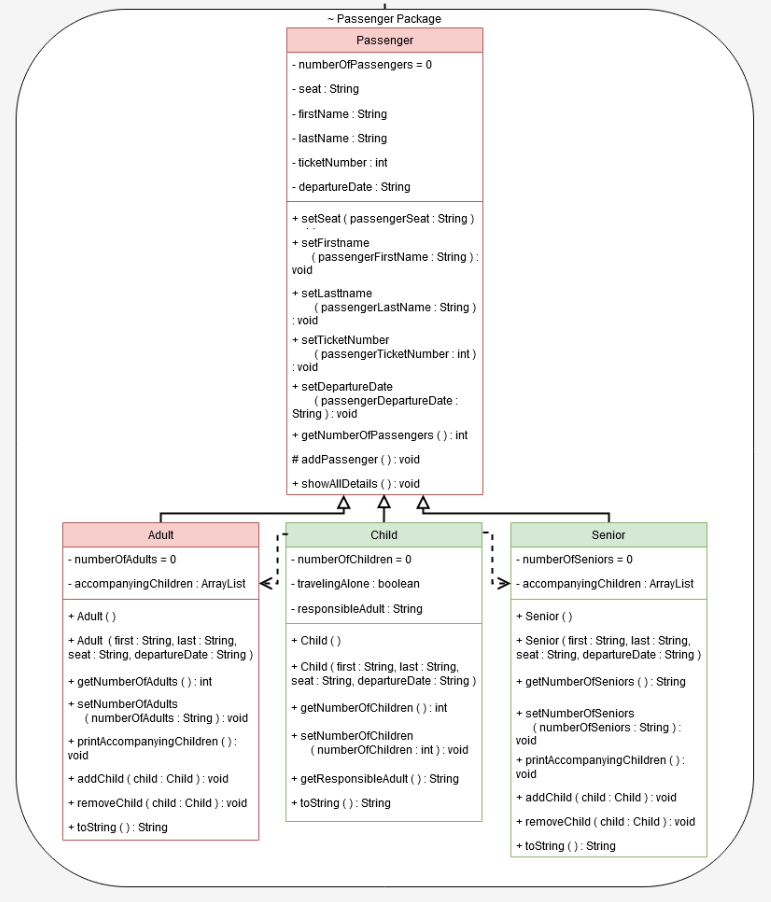 ~ Passenger Package
Passenger
- numberOfPassengers = 0
- seat : String
- firstName : String
- lastName : String
- ticketNumber : int
- departureDate : String
+ setSeat ( passengerSeat : String )
+ setFirstname
( passengerFirstName : String ) :
void
+ setLasttname
( passengerLastName : String )
: void
+ setTicketNumber
( passengerTicketNumber : int )
: void
+ setDepartureDate
( passengerDepartureDate :
String ) : void
+ getNumberOfPassengers ( ) : int
# addPassenger ( ) : void
+ showAllDetails ( ) : void
Adult
- numberOfAdults = 0
- accompanyingChildren : ArrayList
+ Adult ( )
+ Adult ( first : String, last : String,
seat : String, departureDate : String )
+ getNumberOfAdults ( ) : int
+ setNumberOfAdults
( numberOfAdults : String ) : void
+ printAccompanyingChildren ( ) :
void
+ addChild ( child : Child ) : void
+ removeChild ( child : Child ) : void
+ toString ( ) : String
Child
- numberOfChildren = 0
- travelingAlone : boolean
- responsibleAdult : String
+ Child ( )
+ Child ( first : String, last : String,
seat : String, departureDate : String )
+ getNumberOfChildren ( ) : int
+ setNumberOfChildren
( numberOfChildren : int ) : void
+ getResponsibleAdult ( ) : String
+ toString ( ) : String
Senior
- numberOfSeniors = 0
- accompanyingChildren : ArrayList
+ Senior ( )
+ Senior ( first : String, last : String,
seat : String, departureDate : String )
+ getNumberOfSeniors ( ) : String
+ setNumberOfSeniors
( numberOfSeniors : String ) :
void
+ printAccompanyingChildren ( ) :
void
+ addChild ( child : Child ) : void
+ removeChild ( child : Child ) : void
+ toString ( ) : String